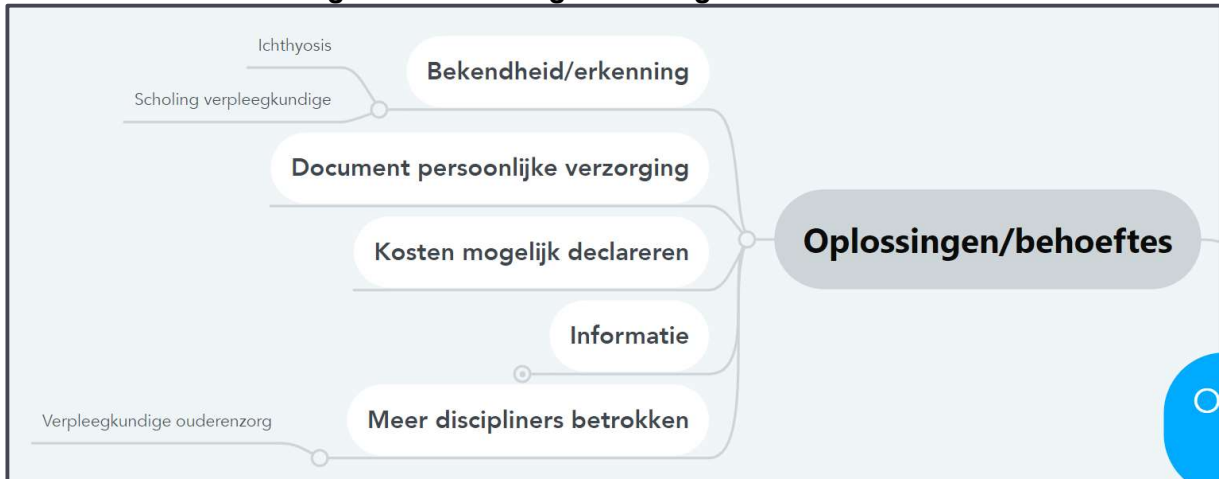 Ichthyosis
Bekendheid/erkenning
Scholing verpleegkundige
Document persoonlijke verzorging
Oplossingen/behoeftes
Kosten mogelijk declareren
Informatie
Verpleegkundige ouderenzorg
Meer discipliners betrokken